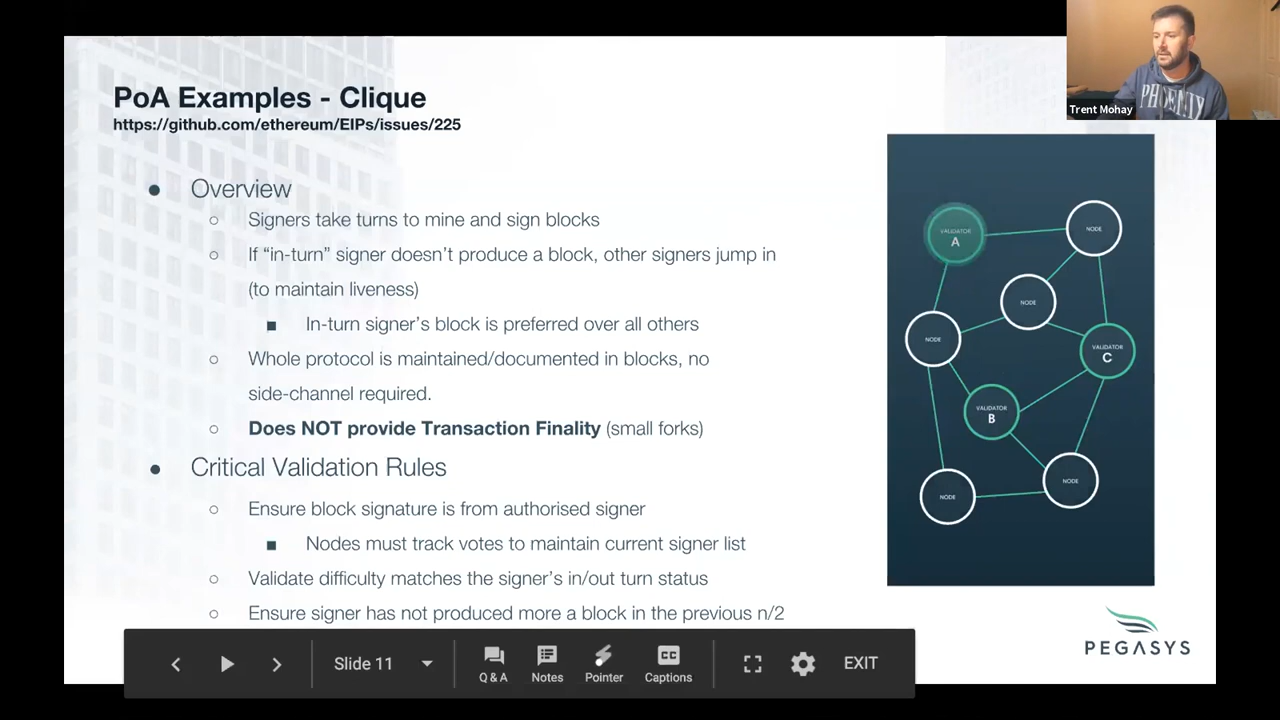 PoA Examples - Clique
https://github.com/ethereum/EIPs/issues/225
Overview
Signers take turns to mine and sign blocks
If “in-turn” signer doesn’t produce a block, other signers jump in
(to maintain liveness)
In-turn signer’s block is preferred over all others
Whole protocol is maintained/documented in blocks, no
side-channel required.
Does NOT provide Transaction Finality (small forks)
Critical Validation Rules
Ensure block signature is from authorised signer
Nodes must track votes to maintain current signer list
Validate difficulty matches the signer’s in/out turn status
Ensure signer has not produced more a block in the previous n/2
VALIDATOR
A
NODE
NODE
NODE
VALIDATOR
C
VALIDATOR
B
NODE
NODE
PEGASYS
PHOENIX
Trent Mohay
Slide 11
Q & A
Notes
Pointer
Captions
EXIT